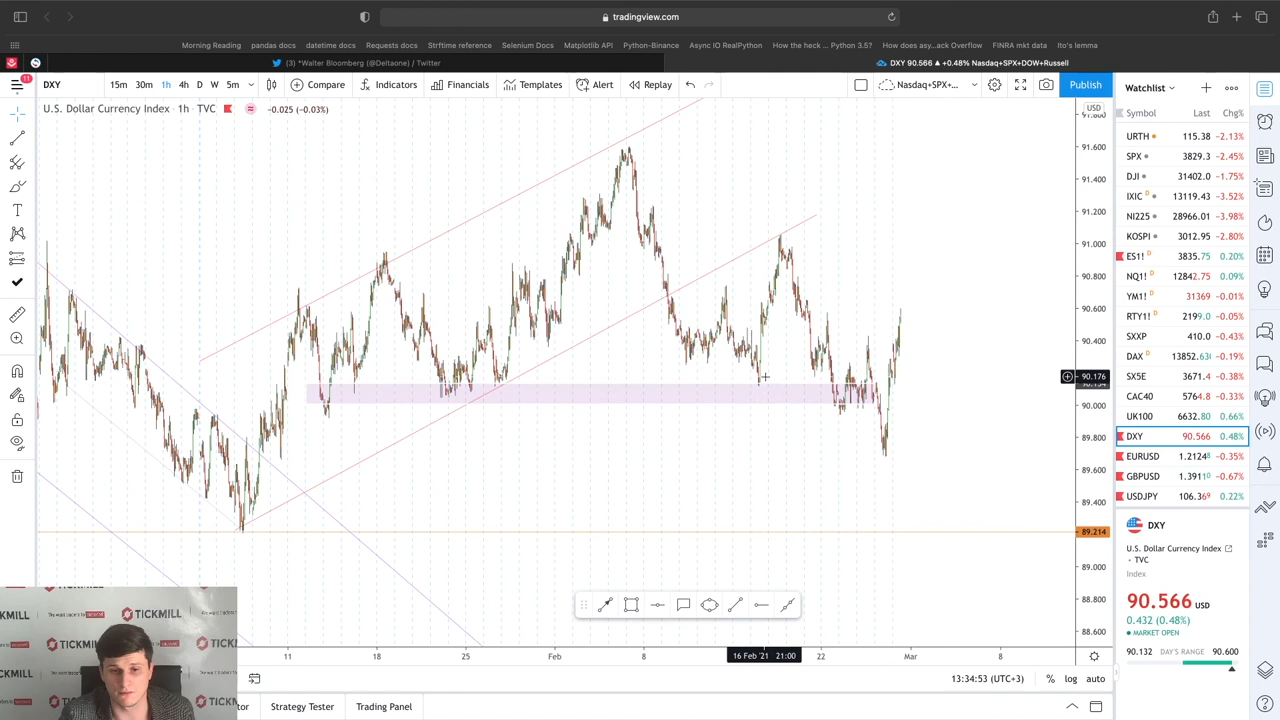 tradingview.com
Morning Reading pandas docs datetime docs Requests docs Strftime reference Selenium Docs Matplotlib API Python-Binance Async IO RealPython How the heck ... Python 3.5? How does asy...ack Overflow FINRA mkt data Ito's lemma
(3) *Walter Bloomberg (@Deltaone) / Twitter
DXY 90.566 ▲ +0.48% Nasdaq+SPX+DOW+Russell
11 DXY 15m 30m 1h 4h D W 5m Compare Indicators Financials Templates Alert Replay Nasdaq+SPX+... Publish
U.S. Dollar Currency Index · 1h · TVC -0.025 (-0.03%)
USD
91.800
91.600
91.400
91.200
91.000
90.800
90.600
90.400
90.176
90.000
89.800
89.600
89.400
89.214
89.000
88.800
88.600
11 18 25 Feb 8 16 Feb '21 21:00 22 Mar 8
13:34:53 (UTC+3) % log auto
tor Strategy Tester Trading Panel
Watchlist
Symbol Last Chg%
URTH 115.38 −2.13%
SPX 3829.3 −2.45%
DJI 31402.0 −1.75%
IXIC D 13119.43 −3.52%
NI225 28966.01 −3.98%
KOSPI 3012.95 −2.80%
ES1! D 3835.75 0.20%
NQ1! D 12842.75 0.09%
YM1! D 31369 −0.01%
RTY1! D 2199.0 −0.05%
SXXP 410.0 −0.43%
DAX D 13852.63 −0.19%
SX5E 3671.4 −0.38%
CAC40 5764.8 −0.33%
UK100 6632.80 0.66%
DXY 90.566 0.48%
EURUSD 1.21248 −0.35%
GBPUSD 1.39110 −0.67%
USDJPY 106.369 0.22%
DXY
U.S. Dollar Currency Index
TVC
Index
90.566 USD
0.432 (0.48%)
MARKET OPEN
90.132 DAY'S RANGE 90.600
TICKMILL
TICKMILL
TICKMILL
TICKMILL